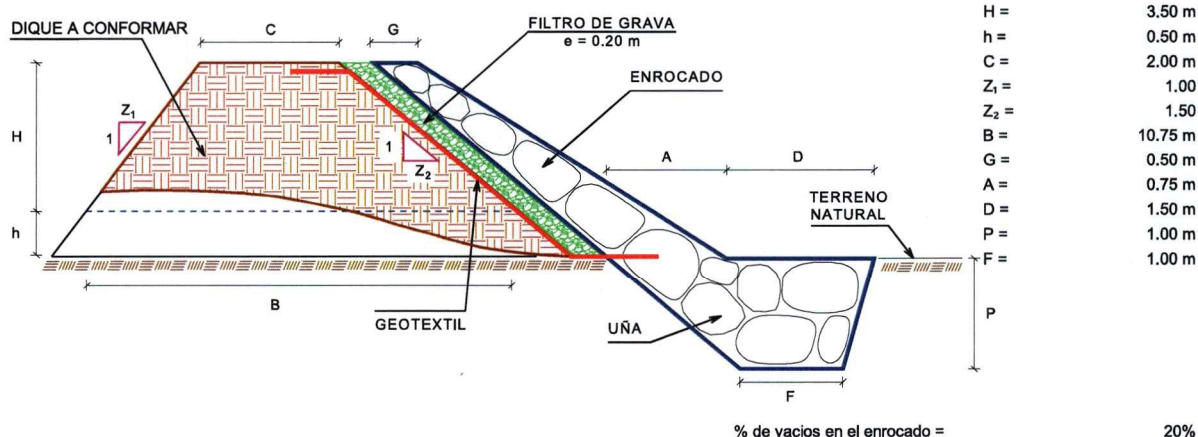 DIQUE A CONFORMAR
C
G
FILTRO DE GRAVA
e = 0.20 m
ENROCADO
H
Z₁
1
1
Z₂
A
D
TERRENO
NATURAL
h
B
GEOTEXTIL
UÑA
P
F
H = 3.50 m
h = 0.50 m
C = 2.00 m
Z₁ = 1.00
Z₂ = 1.50
B = 10.75 m
G = 0.50 m
A = 0.75 m
D = 1.50 m
P = 1.00 m
F = 1.00 m
% de vacios en el enrocado = 20%